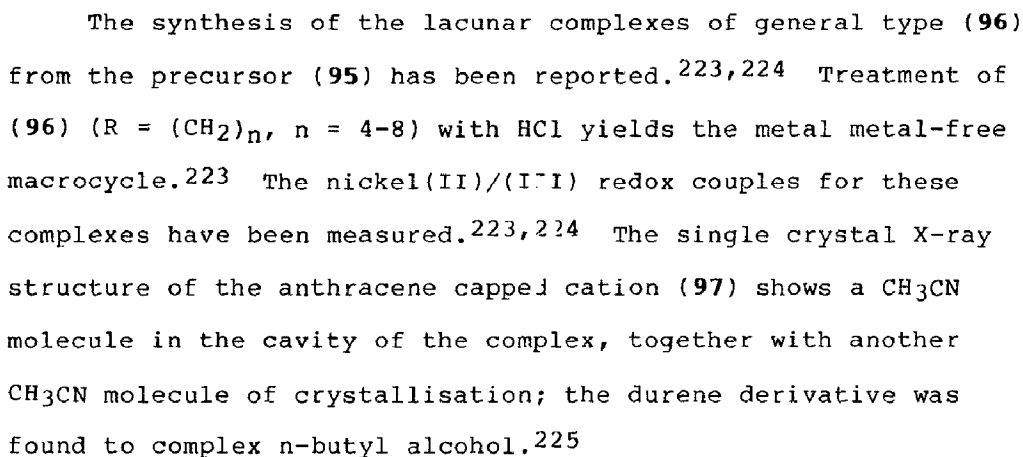 The synthesis of the lacunar complexes of general type (96)
from the precursor (95) has been reported.223,224 Treatment of
(96) (R = (CH2)n, n = 4-8) with HCl yields the metal metal-free
macrocycle.223 The nickel(II)/(III) redox couples for these
complexes have been measured.223,224 The single crystal X-ray
structure of the anthracene capped cation (97) shows a CH3CN
molecule in the cavity of the complex, together with another
CH3CN molecule of crystallisation; the durene derivative was
found to complex n-butyl alcohol.225